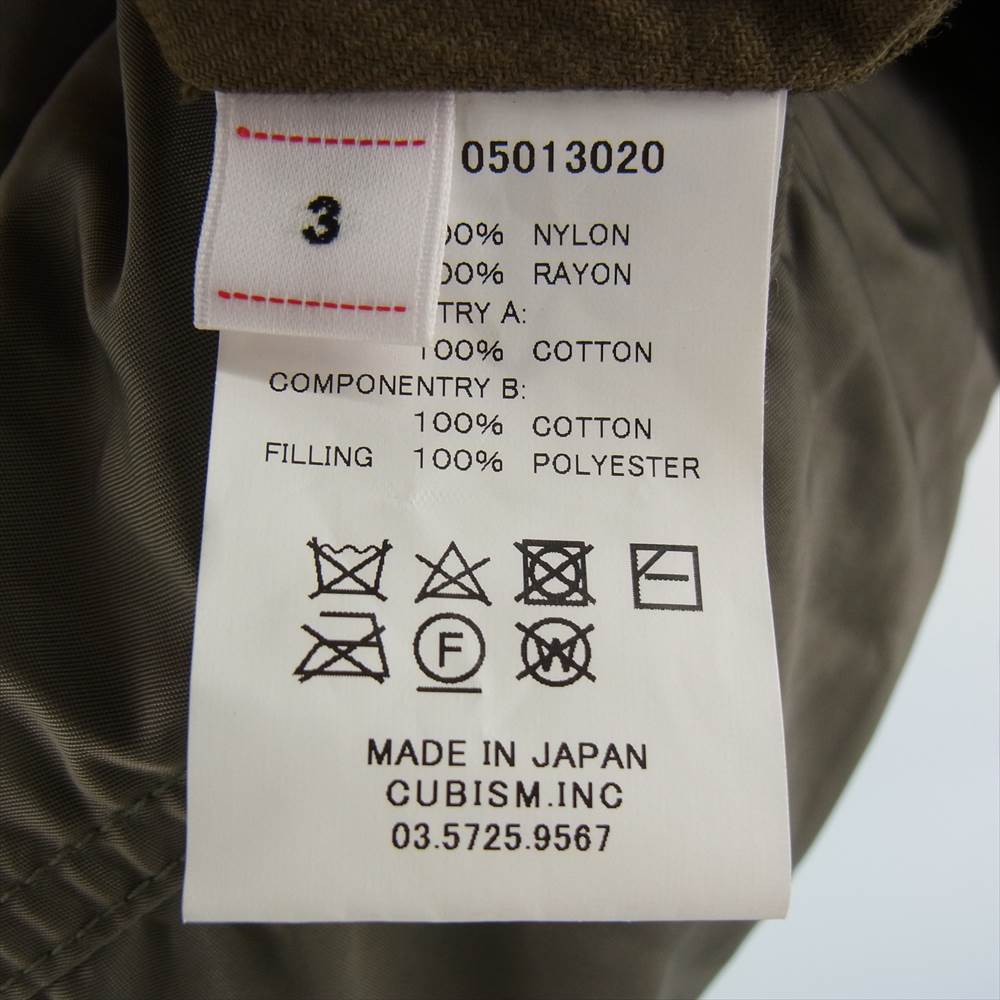 3
05013020
00% NYLON
00% RAYON
TRY A:
100% COTTON
COMPONENTRY B:
100% COTTON
FILLING 100% POLYESTER
F
W
MADE IN JAPAN
CUBISM.INC
03.5725.9567